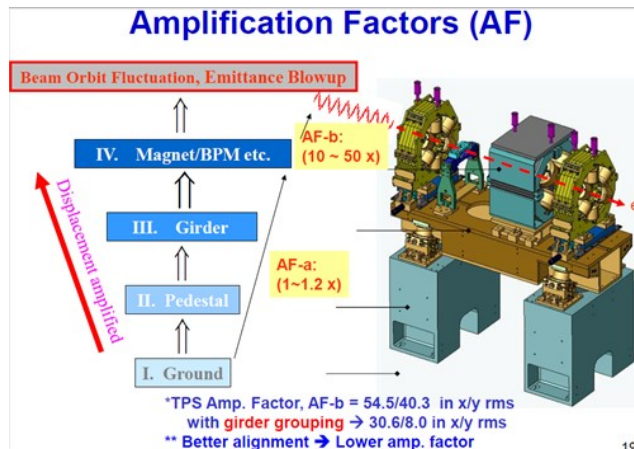 Amplification Factors (AF)
Beam Orbit Fluctuation, Emittance Blowup
AF-b:
(10 ~ 50 x)
IV. Magnet/BPM etc.
Displacement amplified
III. Girder
AF-a:
(1~1.2 x)
II. Pedestal
I. Ground
*TPS Amp. Factor, AF-b = 54.5/40.3 in x/y rms
with girder grouping → 30.6/8.0 in x/y rms
** Better alignment → Lower amp. factor